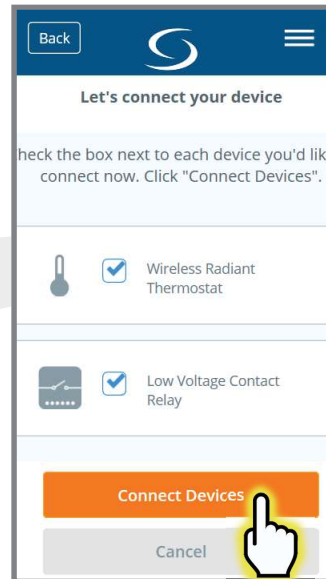 Back
Let's connect your device
heck the box next to each device you'd lik
connect now. Click "Connect Devices".
Wireless Radiant
Thermostat
Low Voltage Contact
Relay
Connect Devices
Cancel